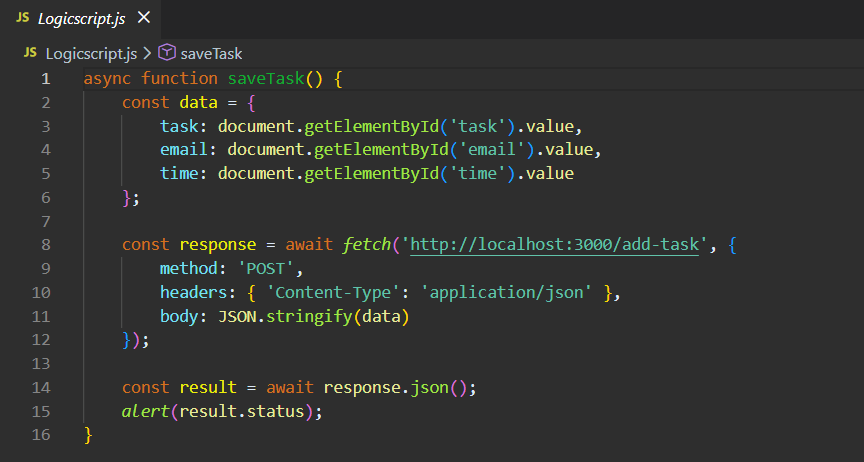 JS Logicscript.js ×
JS Logicscript.js > saveTask
1 async function saveTask() {
2     const data = {
3         task: document.getElementById('task').value,
4         email: document.getElementById('email').value,
5         time: document.getElementById('time').value
6     };
7
8     const response = await fetch('http://localhost:3000/add-task', {
9         method: 'POST',
10         headers: { 'Content-Type': 'application/json' },
11         body: JSON.stringify(data)
12     });
13
14     const result = await response.json();
15     alert(result.status);
16 }